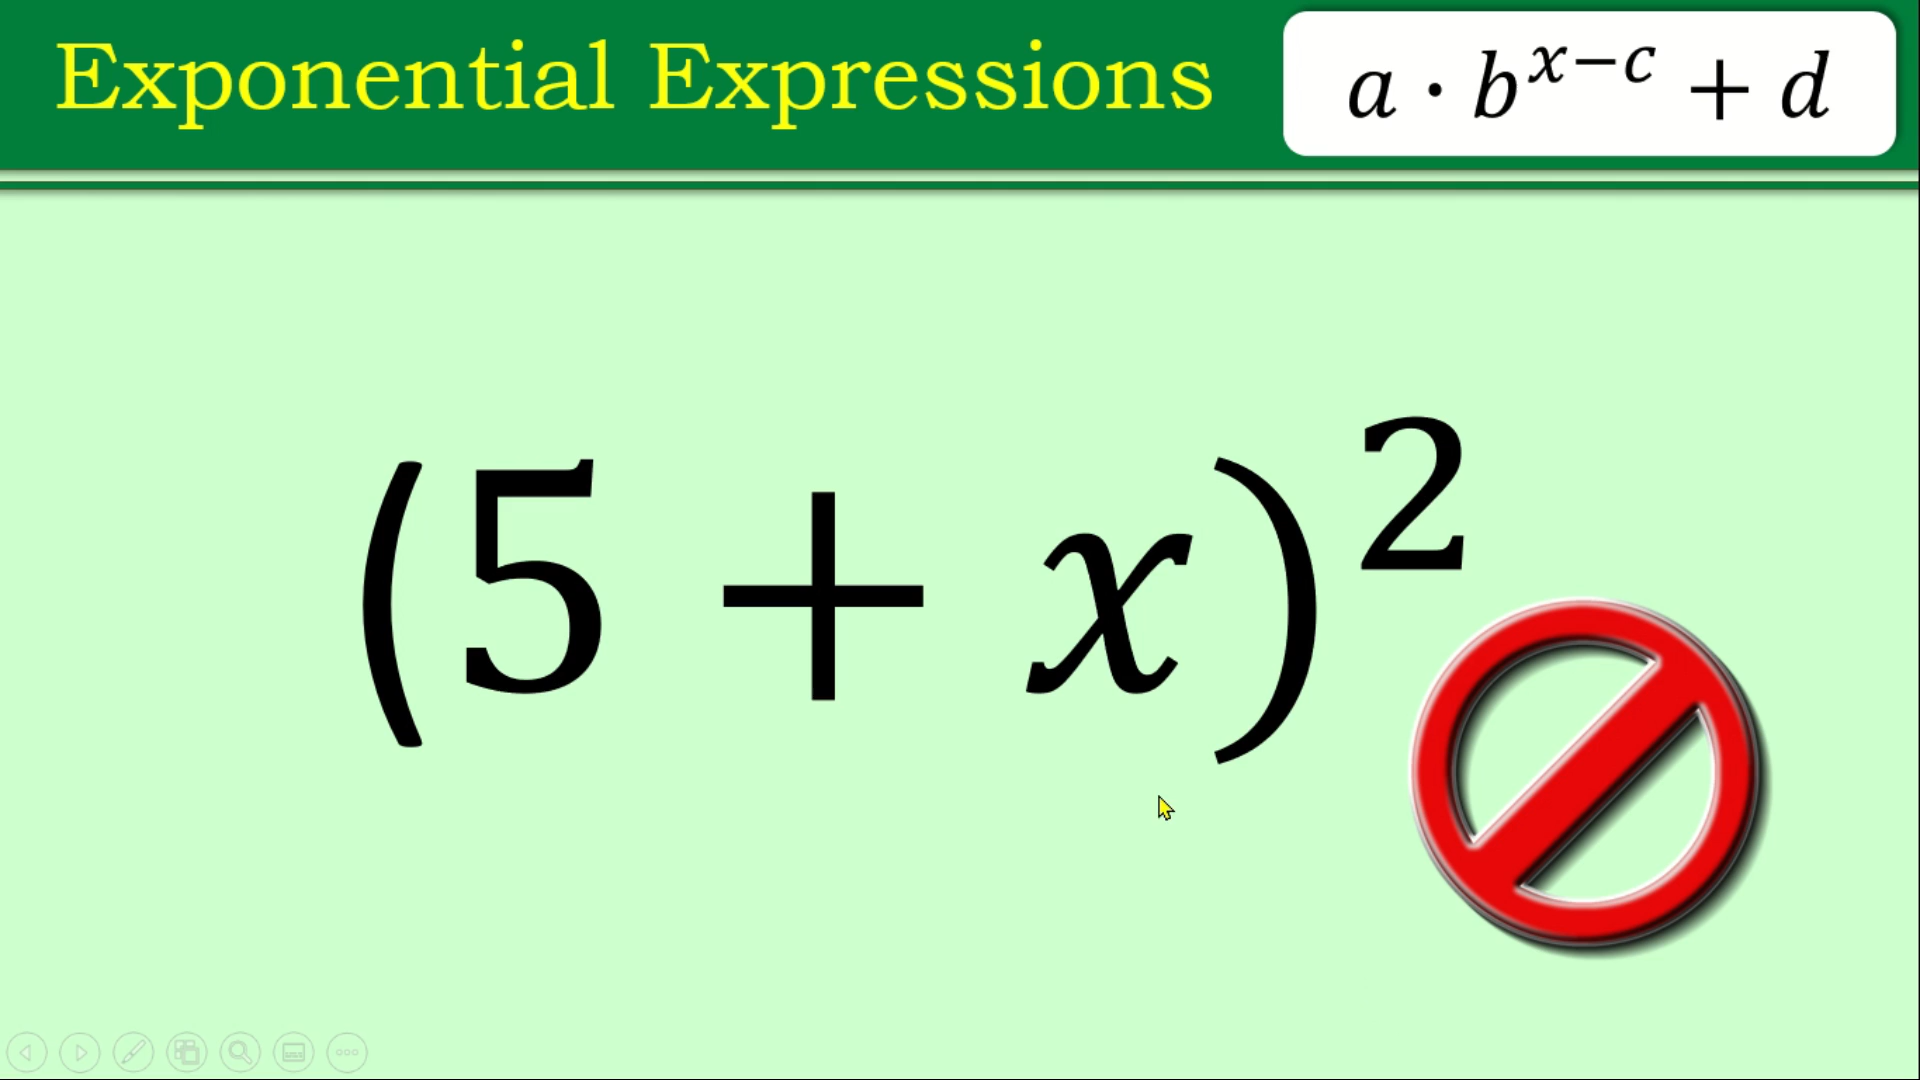 Exponential Expressions
a · b^{x−c} + d
(5 + x)²